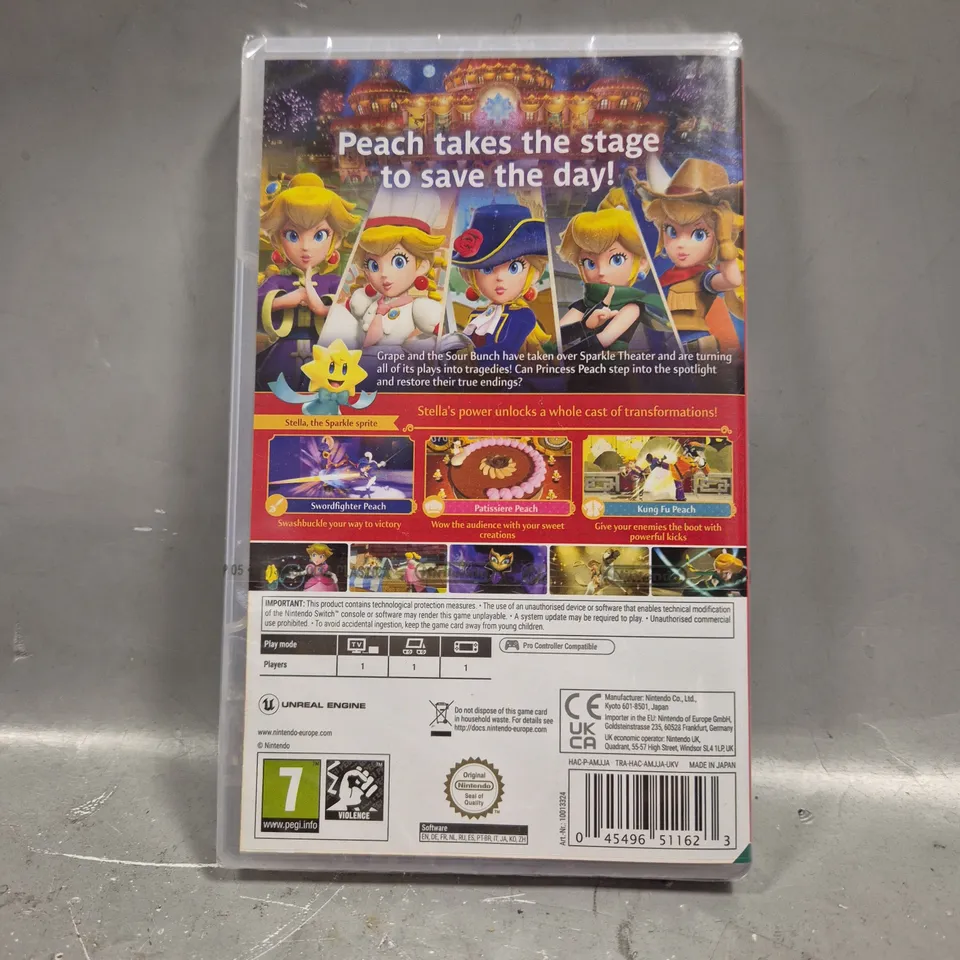 Peach takes the stage
to save the day!
Grape and the Sour Bunch have taken over Sparkle Theater and are turning
all of its plays into tragedies! Can Princess Peach step into the spotlight
and restore their true endings?
Stella, the Sparkle sprite
Stella's power unlocks a whole cast of transformations!
Swordfighter Peach
Patissiere Peach
Kung Fu Peach
Swashbuckle your way to victory
Wow the audience with your sweet
creations
Give your enemies the boot with
powerful kicks
IMPORTANT: This product contains technological protection measures. • The use of an unauthorised device or software that enables technical modification
of the Nintendo Switch™ console or software may render this game unplayable. • A system update may be required to play. • Unauthorised commercial
use prohibited. • To avoid accidental ingestion, keep the game card away from young children.
Play mode
TV
Pro Controller Compatible
Players
1
1
1
UNREAL ENGINE
Do not dispose of this game card
in household waste. For details see
http://docs.nintendo-europe.com
www.nintendo-europe.com
© Nintendo
CE
UK
CA
Manufacturer: Nintendo Co., Ltd.,
Kyoto 601-8501, Japan
Importer in the EU: Nintendo of Europe GmbH,
Goldsteinstrasse 235, 60528 Frankfurt, Germany
UK economic operator: Nintendo UK,
Quadrant, 55-57 High Street, Windsor SL4 1LP, UK
HAC-P-AMJJA TRA-HAC-AMJJA-UKV MADE IN JAPAN
7
www.pegi.info
VIOLENCE
Original
Nintendo
Seal of
Quality
Software
EN, DE, FR, NL, RU, ES, PT-BR, IT, JA, KO, ZH
Art.-Nr.: 10013324
0 45496 51162 3